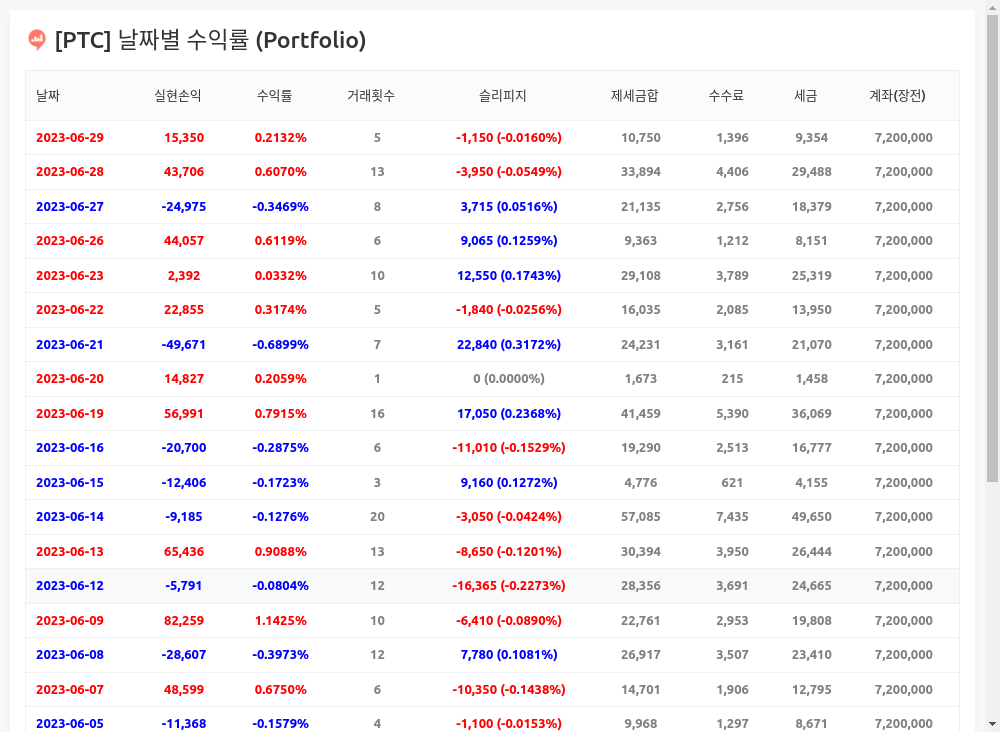 [PTC] 날짜별 수익률 (Portfolio)
날짜 실현손익 수익률 거래횟수 슬리피지 제세금합 수수료 세금 계좌(장전)
2023-06-29 15,350 0.2132% 5 -1,150 (-0.0160%) 10,750 1,396 9,354 7,200,000
2023-06-28 43,706 0.6070% 13 -3,950 (-0.0549%) 33,894 4,406 29,488 7,200,000
2023-06-27 -24,975 -0.3469% 8 3,715 (0.0516%) 21,135 2,756 18,379 7,200,000
2023-06-26 44,057 0.6119% 6 9,065 (0.1259%) 9,363 1,212 8,151 7,200,000
2023-06-23 2,392 0.0332% 10 12,550 (0.1743%) 29,108 3,789 25,319 7,200,000
2023-06-22 22,855 0.3174% 5 -1,840 (-0.0256%) 16,035 2,085 13,950 7,200,000
2023-06-21 -49,671 -0.6899% 7 22,840 (0.3172%) 24,231 3,161 21,070 7,200,000
2023-06-20 14,827 0.2059% 1 0 (0.0000%) 1,673 215 1,458 7,200,000
2023-06-19 56,991 0.7915% 16 17,050 (0.2368%) 41,459 5,390 36,069 7,200,000
2023-06-16 -20,700 -0.2875% 6 -11,010 (-0.1529%) 19,290 2,513 16,777 7,200,000
2023-06-15 -12,406 -0.1723% 3 9,160 (0.1272%) 4,776 621 4,155 7,200,000
2023-06-14 -9,185 -0.1276% 20 -3,050 (-0.0424%) 57,085 7,435 49,650 7,200,000
2023-06-13 65,436 0.9088% 13 -8,650 (-0.1201%) 30,394 3,950 26,444 7,200,000
2023-06-12 -5,791 -0.0804% 12 -16,365 (-0.2273%) 28,356 3,691 24,665 7,200,000
2023-06-09 82,259 1.1425% 10 -6,410 (-0.0890%) 22,761 2,953 19,808 7,200,000
2023-06-08 -28,607 -0.3973% 12 7,780 (0.1081%) 26,917 3,507 23,410 7,200,000
2023-06-07 48,599 0.6750% 6 -10,350 (-0.1438%) 14,701 1,906 12,795 7,200,000
2023-06-05 -11,368 -0.1579% 4 -1,100 (-0.0153%) 9,968 1,297 8,671 7,200,000